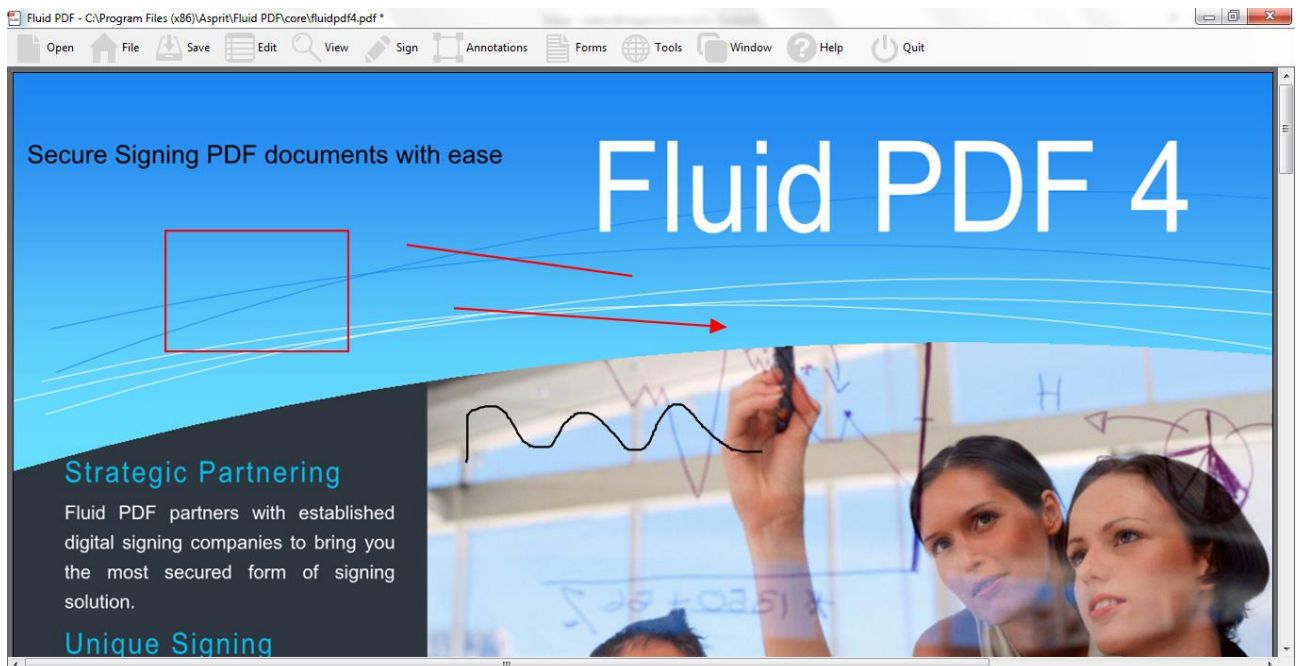 Fluid PDF - C:\Program Files (x86)\Asprit\Fluid PDF\core\fluidpdf4.pdf *
Open File Save Edit View Sign Annotations Forms Tools Window Help Quit
Secure Signing PDF documents with ease
Fluid PDF 4
Strategic Partnering
Fluid PDF partners with established
digital signing companies to bring you
the most secured form of signing
solution.
Unique Signing
H